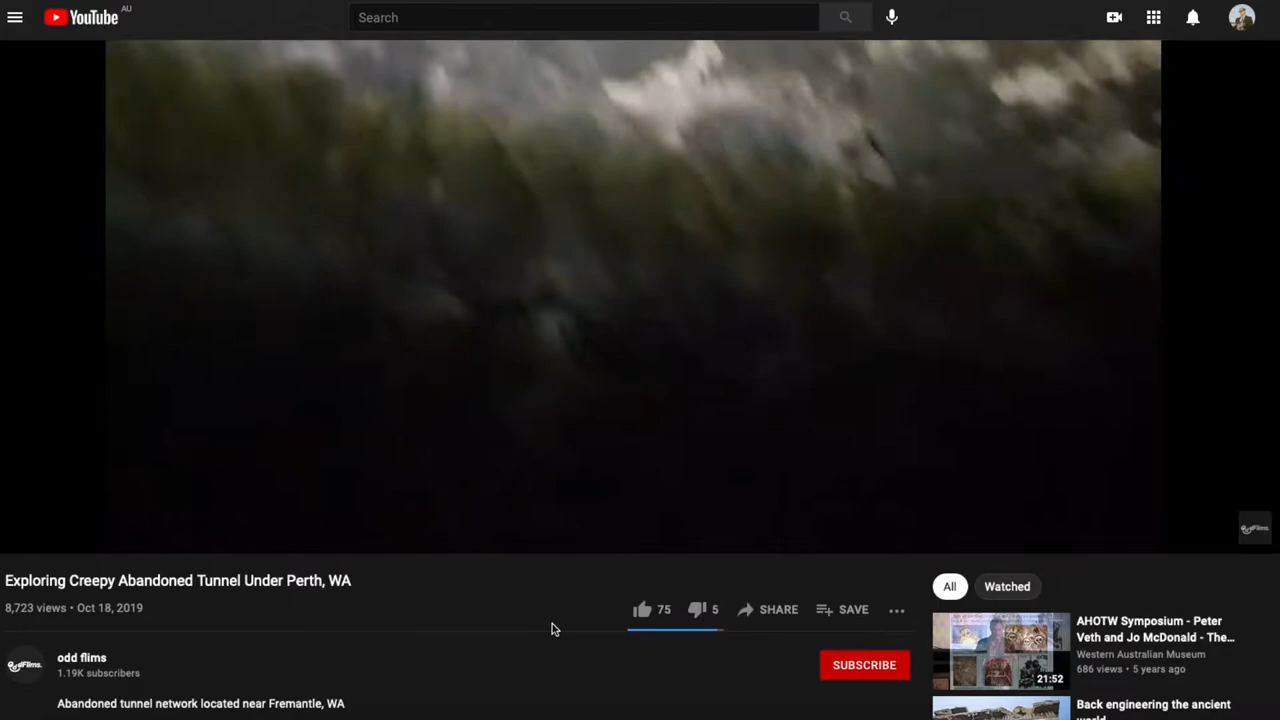 YouTube AU
Search
Exploring Creepy Abandoned Tunnel Under Perth, WA
8,723 views • Oct 18, 2019
75
5
SHARE
SAVE
odd flims
1.19K subscribers
SUBSCRIBE
Abandoned tunnel network located near Fremantle, WA
All
Watched
AHOTW Symposium - Peter
Veth and Jo McDonald - The...
Western Australian Museum
686 views • 5 years ago
21:52
Back engineering the ancient